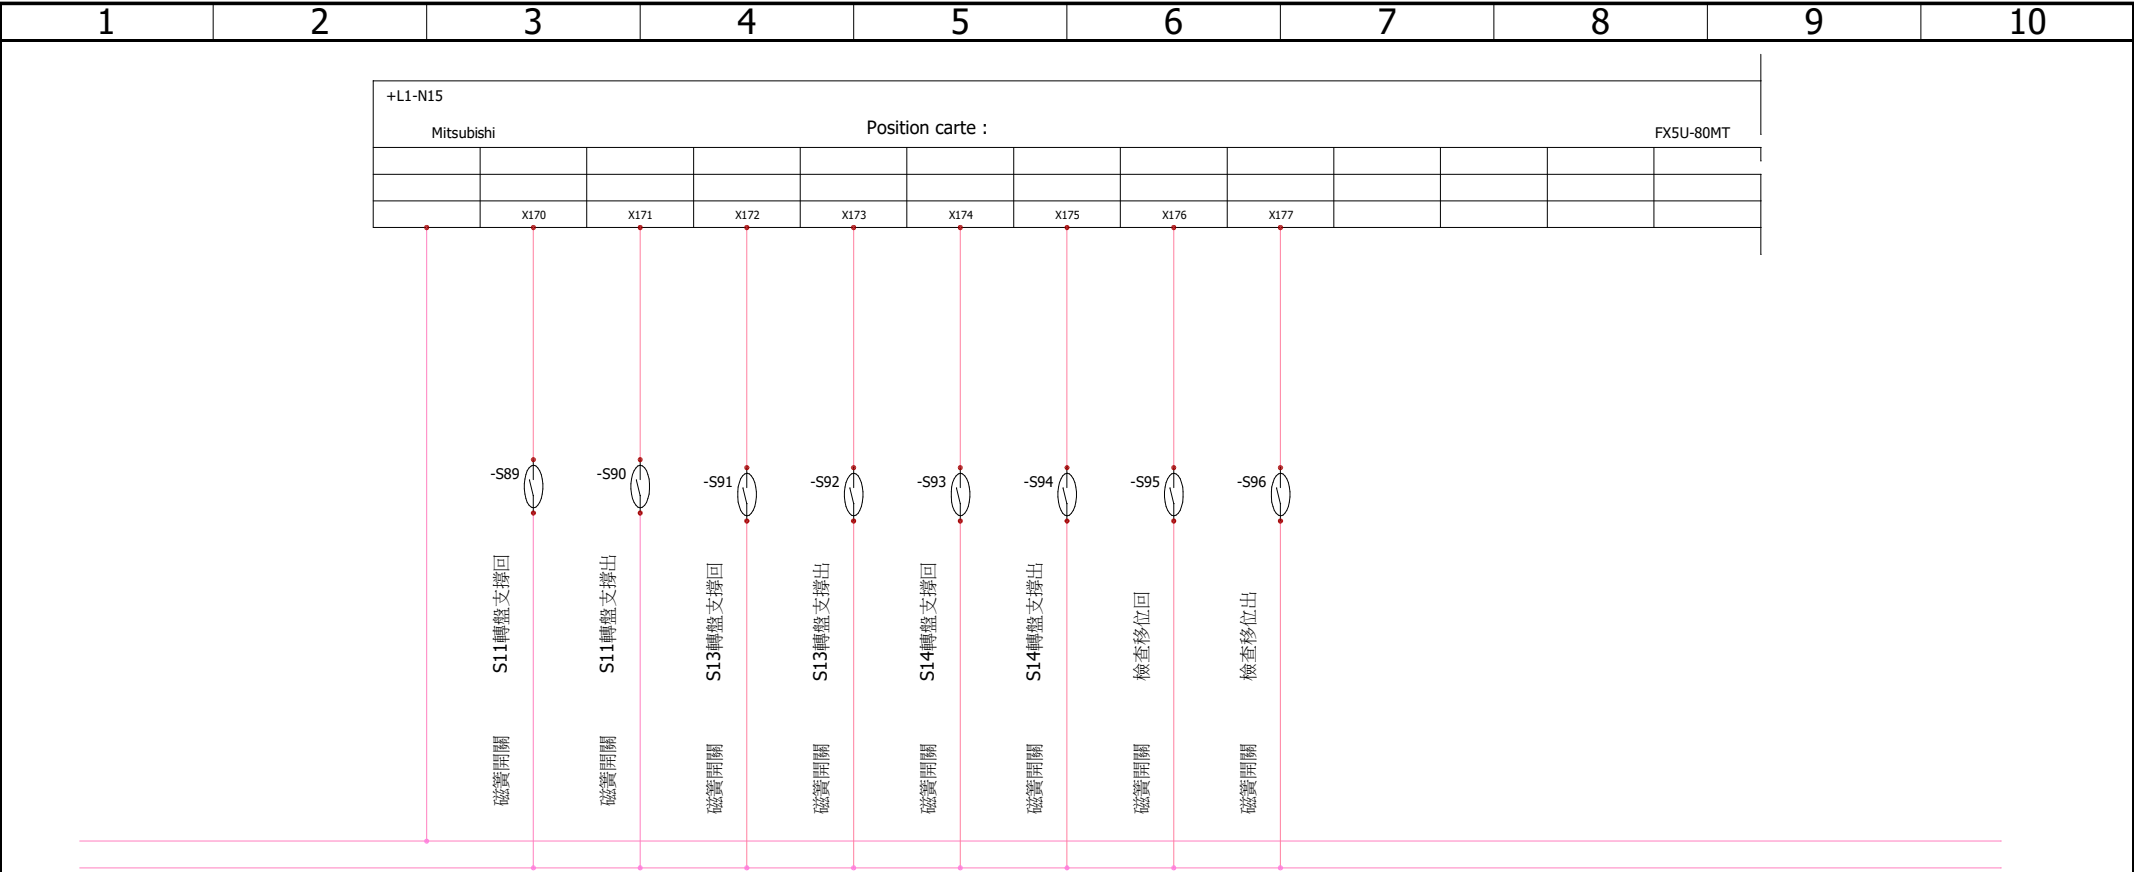 1 2 3 4 5 6 7 8 9 10
+L1-N15
Mitsubishi Position carte : FX5U-80MT
X170 X171 X172 X173 X174 X175 X176 X177
-S89 -S90 -S91 -S92 -S93 -S94 -S95 -S96
S11轉盤支撐回
磁簧開關
S11轉盤支撐出
磁簧開關
S13轉盤支撐回
磁簧開關
S13轉盤支撐出
磁簧開關
S14轉盤支撐回
磁簧開關
S14轉盤支撐出
磁簧開關
檢查移位回
磁簧開關
檢查移位出
磁簧開關